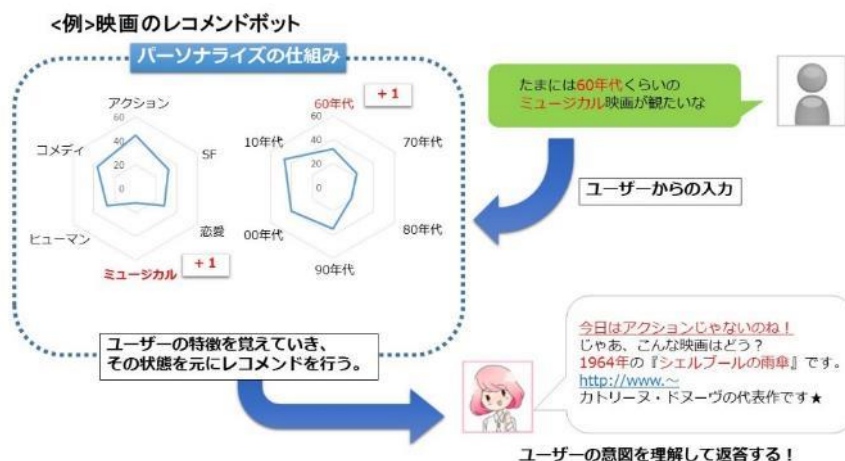 <例>映画のレコメンドボット
パーソナライズの仕組み
アクション
60
40
20
0
SF
恋愛
ミュージカル
+1
ヒューマン
コメディ
60年代
+1
60
40
20
0
70年代
80年代
90年代
00年代
10年代
たまには60年代くらいの
ミュージカル映画が観たいな
ユーザーからの入力
ユーザーの特徴を覚えていき、
その状態を元にレコメンドを行う。
今日はアクションじゃないのね!
じゃあ、こんな映画はどう?
1964年の『シェルブールの雨傘』です。
http://www.~
カトリーヌ・ドヌーヴの代表作です★
ユーザーの意図を理解して返答する!